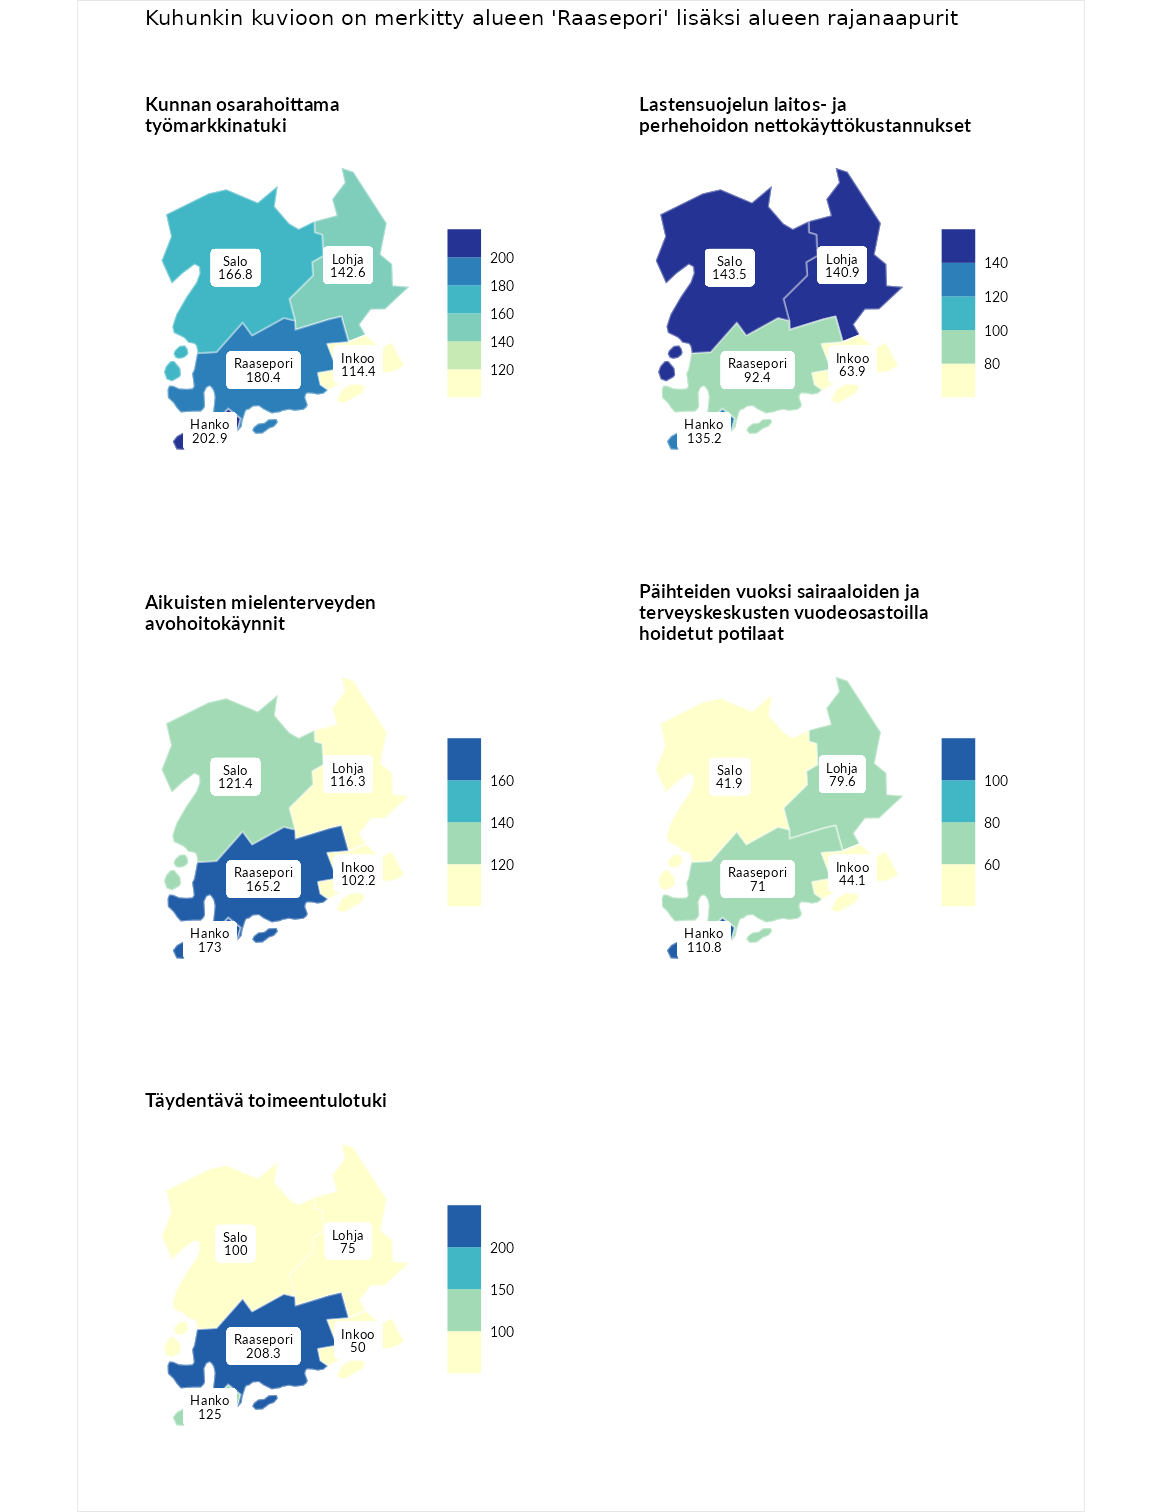 Kuhunkin kuvioon on merkitty alueen 'Raasepori' lisäksi alueen rajanaapurit
Kunnan osarahoittama
työmarkkinatuki
Salo
166.8
Lohja
142.6
Raasepori
180.4
Inkoo
114.4
Hanko
202.9
200
180
160
140
120
Lastensuojelun laitos- ja
perhehoidon nettokäyttökustannukset
Salo
143.5
Lohja
140.9
Raasepori
92.4
Inkoo
63.9
Hanko
135.2
140
120
100
80
Aikuisten mielenterveyden
avohoitokäynnit
Salo
121.4
Lohja
116.3
Raasepori
165.2
Inkoo
102.2
Hanko
173
160
140
120
Päihteiden vuoksi sairaaloiden ja
terveyskeskusten vuodeosastoilla
hoidetut potilaat
Salo
41.9
Lohja
79.6
Raasepori
71
Inkoo
44.1
Hanko
110.8
100
80
60
Täydentävä toimeentulotuki
Salo
100
Lohja
75
Raasepori
208.3
Inkoo
50
Hanko
125
200
150
100